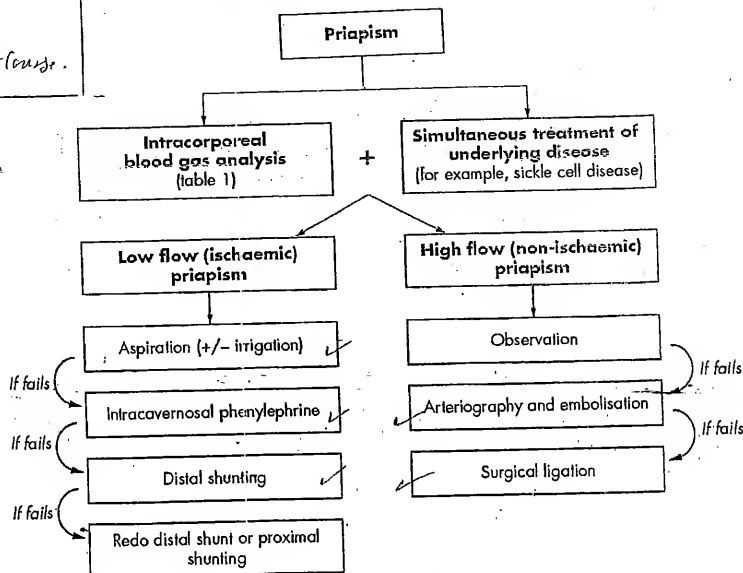 Course.
Priapism
Intracorporeal
blood gas analysis
(table 1)
+
Simultaneous treatment of
underlying disease
(for example, sickle cell disease)
Low flow (ischaemic)
priapism
High flow (non-ischaemic)
priapism
Aspiration (+/– irrigation)
Observation
If fails
If fails
Intracavernosal phenylephrine
Arteriography and embolisation
If fails
If fails
Distal shunting
Surgical ligation
If fails
Redo distal shunt or proximal
shunting